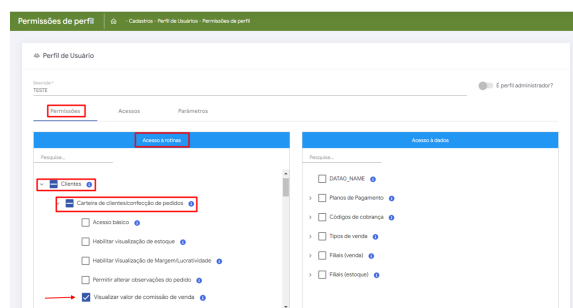 Permissões de perfil
- Cadastros - Perfil de Usuários - Permissões de perfil
Perfil de Usuário
Descrição *
TESTE
É perfil administrador?
Permissões Acessos Parâmetros
Acesso à rotinas
Pesquise...
Clientes
Carteira de clientes/confecção de pedidos
Acesso básico
Habilitar visualização de estoque
Habilitar Visualização de Margem/Lucratividade
Permitir alterar observações do pedido
Visualizar valor de comissão de venda
Acesso à dados
Pesquise...
DATAO_NAME
Planos de Pagamento
Códigos de cobrança
Tipos de venda
Filiais (venda)
Filiais (estoque)